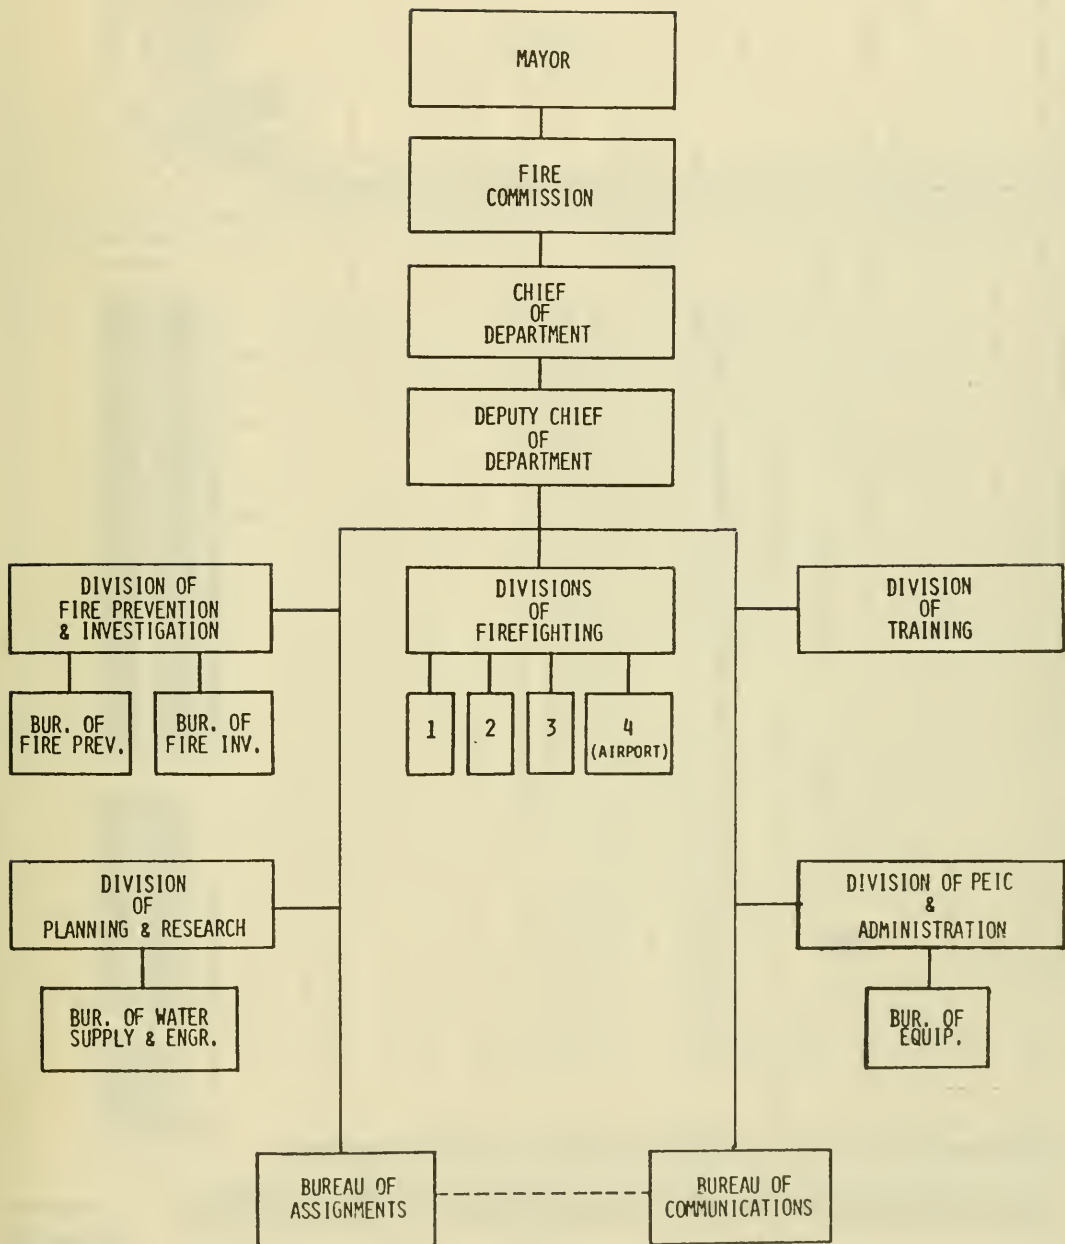 MAYOR
FIRE
COMMISSION
CHIEF
OF
DEPARTMENT
DEPUTY CHIEF
OF
DEPARTMENT
DIVISION OF
FIRE PREVENTION
& INVESTIGATION
BUR. OF
FIRE PREV.
BUR. OF
FIRE INV.
DIVISIONS
OF
FIREFIGHTING
1
2
3
4
(AIRPORT)
DIVISION
OF
TRAINING
DIVISION
OF
PLANNING & RESEARCH
BUR. OF WATER
SUPPLY & ENGR.
DIVISION OF PEIC
&
ADMINISTRATION
BUR. OF
EQUIP.
BUREAU OF
ASSIGNMENTS
BUREAU OF
COMMUNICATIONS